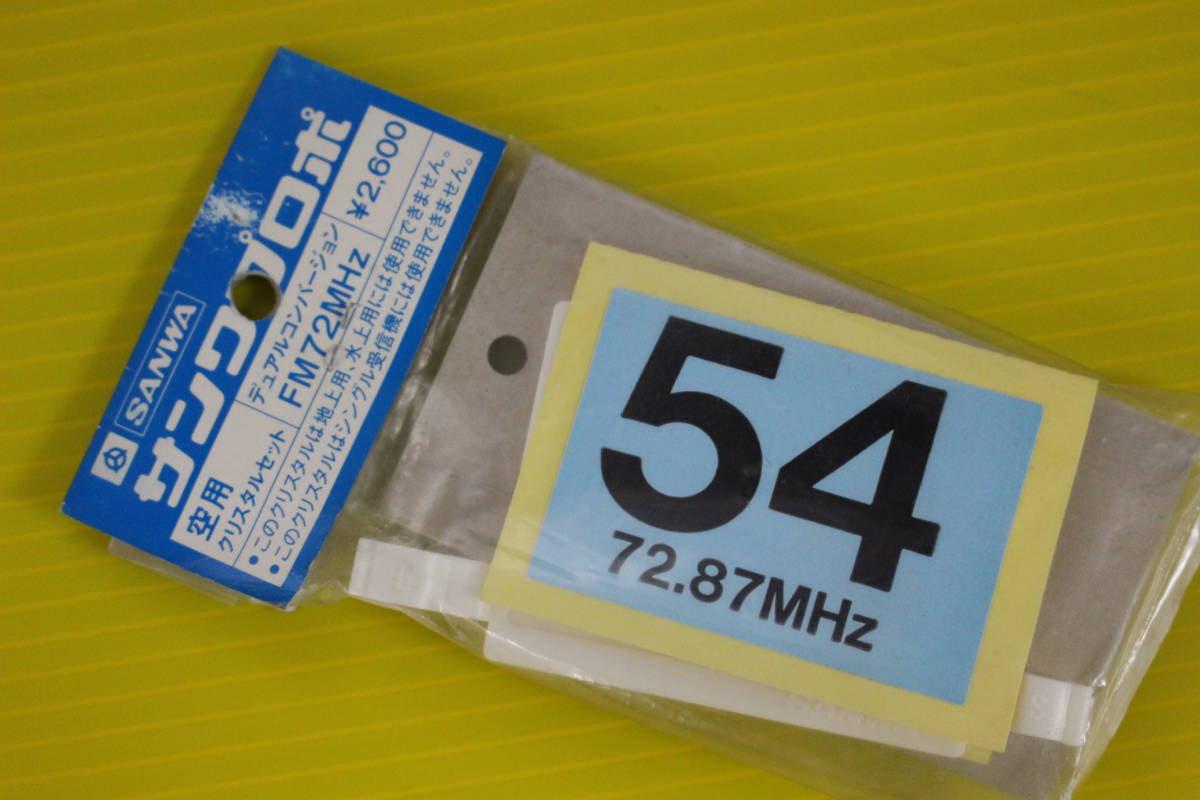 SANWA
サンワプロポ
空用
クリスタルセット
デュアルコンバージョン
FM72MHz
¥2,600
●このクリスタルは地上用、水上用には使用できません。
●このクリスタルはシングル受信機には使用できません。
54
72.87MHz